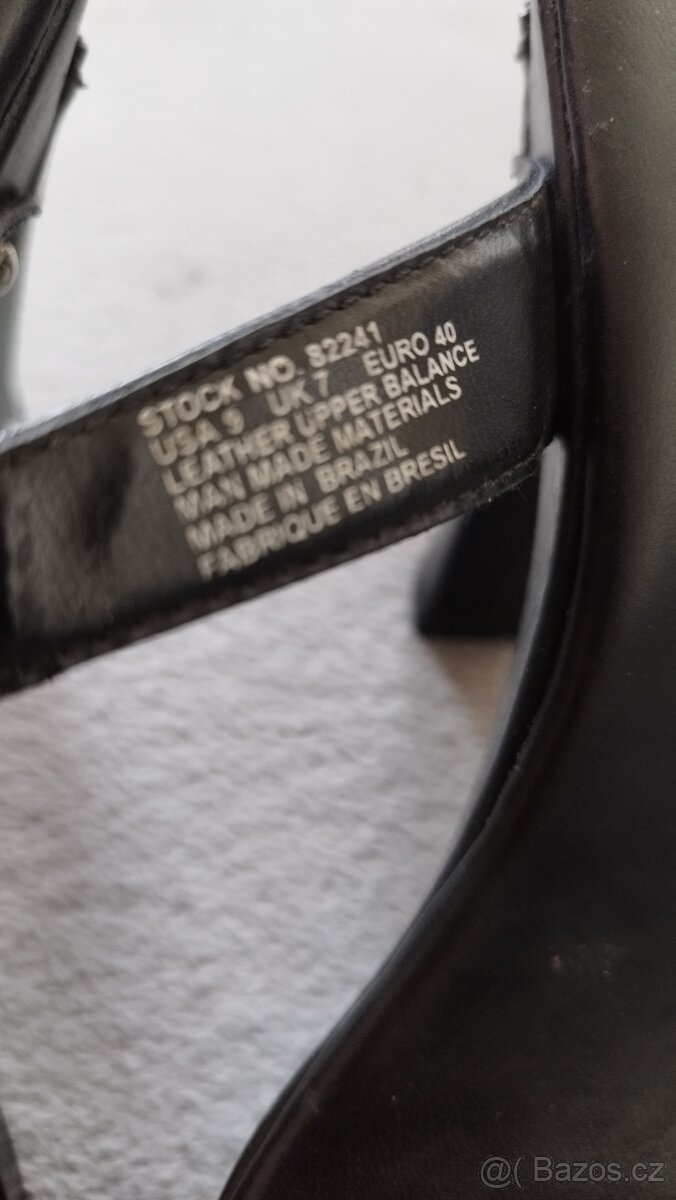 STOCK NO. 82241
USA 9 UK 7 EURO 40
LEATHER UPPER BALANCE
MAN MADE MATERIALS
MADE IN BRAZIL
FABRIQUE EN BRESIL
@( Bazos.cz